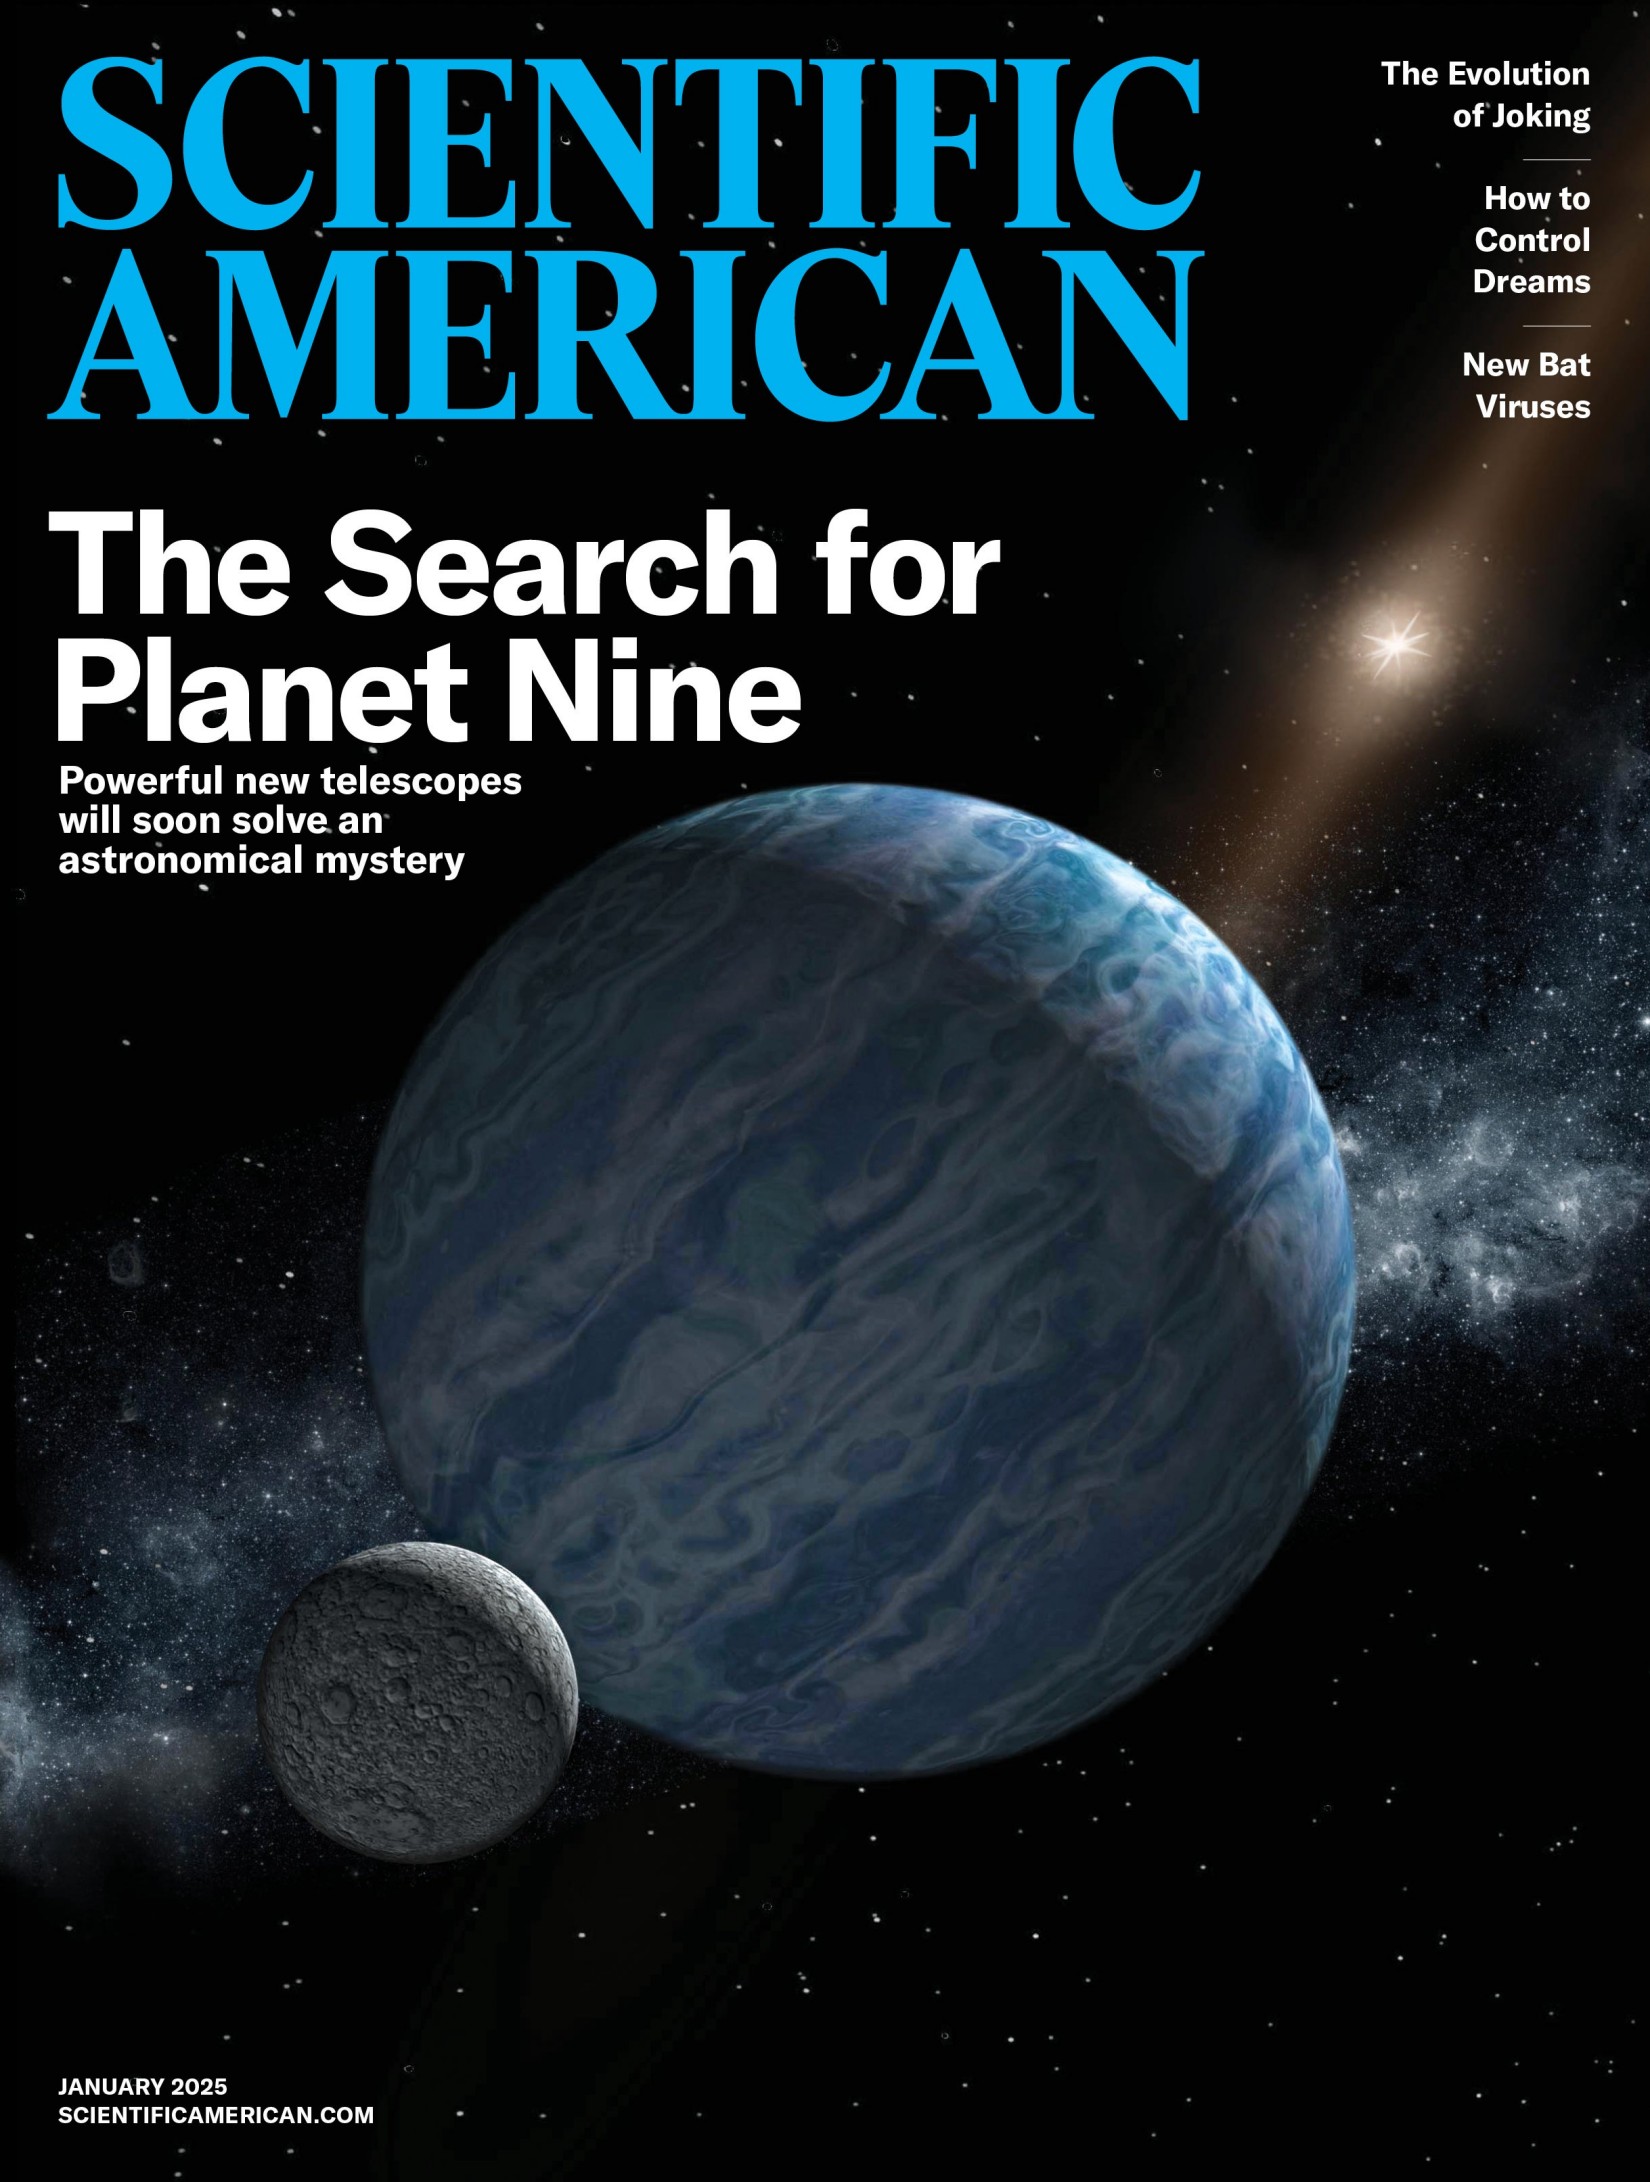 SCIENTIFIC
AMERICAN
The Evolution
of Joking
How to
Control
Dreams
New Bat
Viruses
The Search for
Planet Nine
Powerful new telescopes
will soon solve an
astronomical mystery
JANUARY 2025
SCIENTIFICAMERICAN.COM